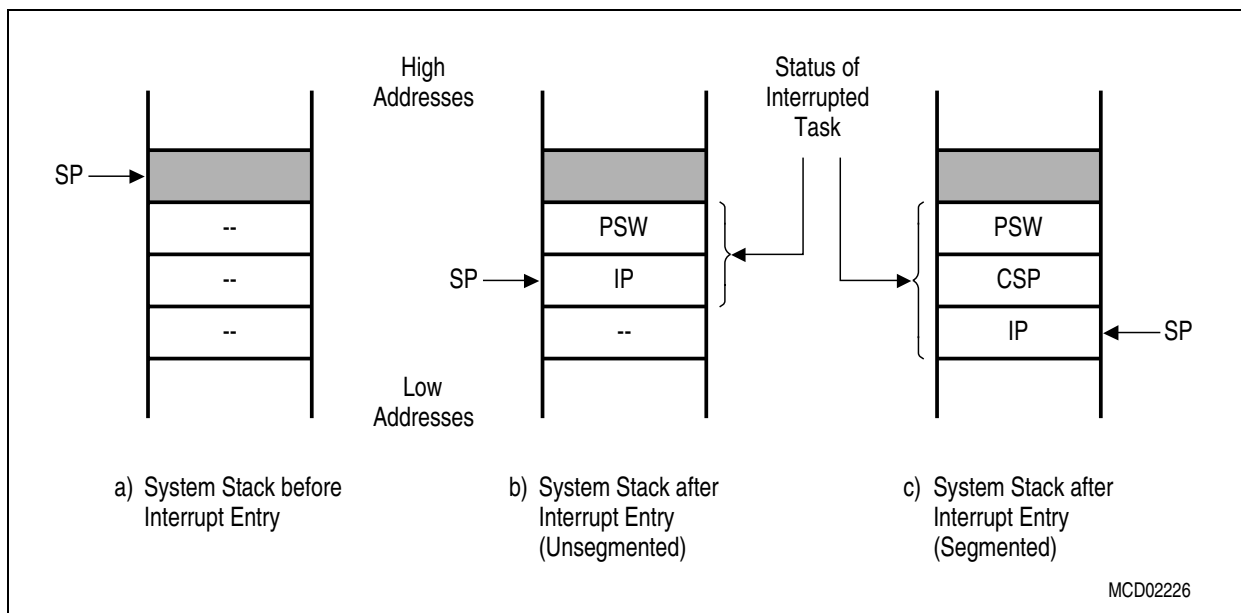 High
Addresses
Status of
Interrupted
Task
SP
--
--
--
PSW
SP
IP
--
PSW
CSP
IP
SP
Low
Addresses
a) System Stack before
Interrupt Entry
b) System Stack after
Interrupt Entry
(Unsegmented)
c) System Stack after
Interrupt Entry
(Segmented)
MCD02226